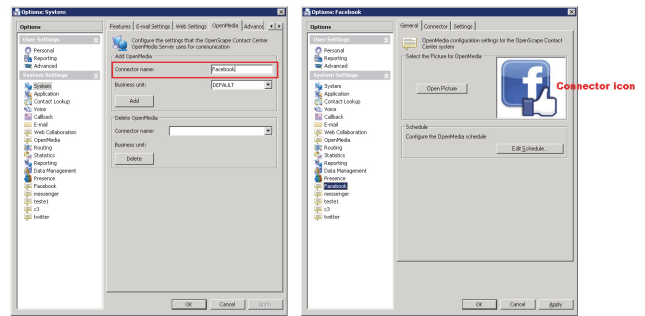 Options: System
Options
User Settings
Personal
Reporting
Advanced
System Settings
System
Application
Contact Lookup
Voice
Callback
E-mail
Web Collaboration
OpenMedia
Routing
Statistics
Reporting
Data Management
Presence
Facebook
messenger
teste1
c3
twitter
Features E-mail Settings Web Settings OpenMedia Advanc
Configure the settings that the OpenScape Contact Center
OpenMedia Server uses for communication
Add OpenMedia
Connector name: Facebook
Business unit: DEFAULT
Add
Delete OpenMedia
Connector name:
Business unit:
Delete
OK Cancel Apply
Options: Facebook
Options
User Settings
Personal
Reporting
Advanced
System Settings
System
Application
Contact Lookup
Voice
Callback
E-mail
Web Collaboration
OpenMedia
Routing
Statistics
Reporting
Data Management
Presence
Facebook
messenger
teste1
c3
twitter
General Connector Settings
OpenMedia configuration settings for the OpenScape Contact
Center system
Select the Picture for OpenMedia
Open Picture
f
Connector icon
Schedule
Configure the OpenMedia schedule
Edit Schedule...
OK Cancel Apply